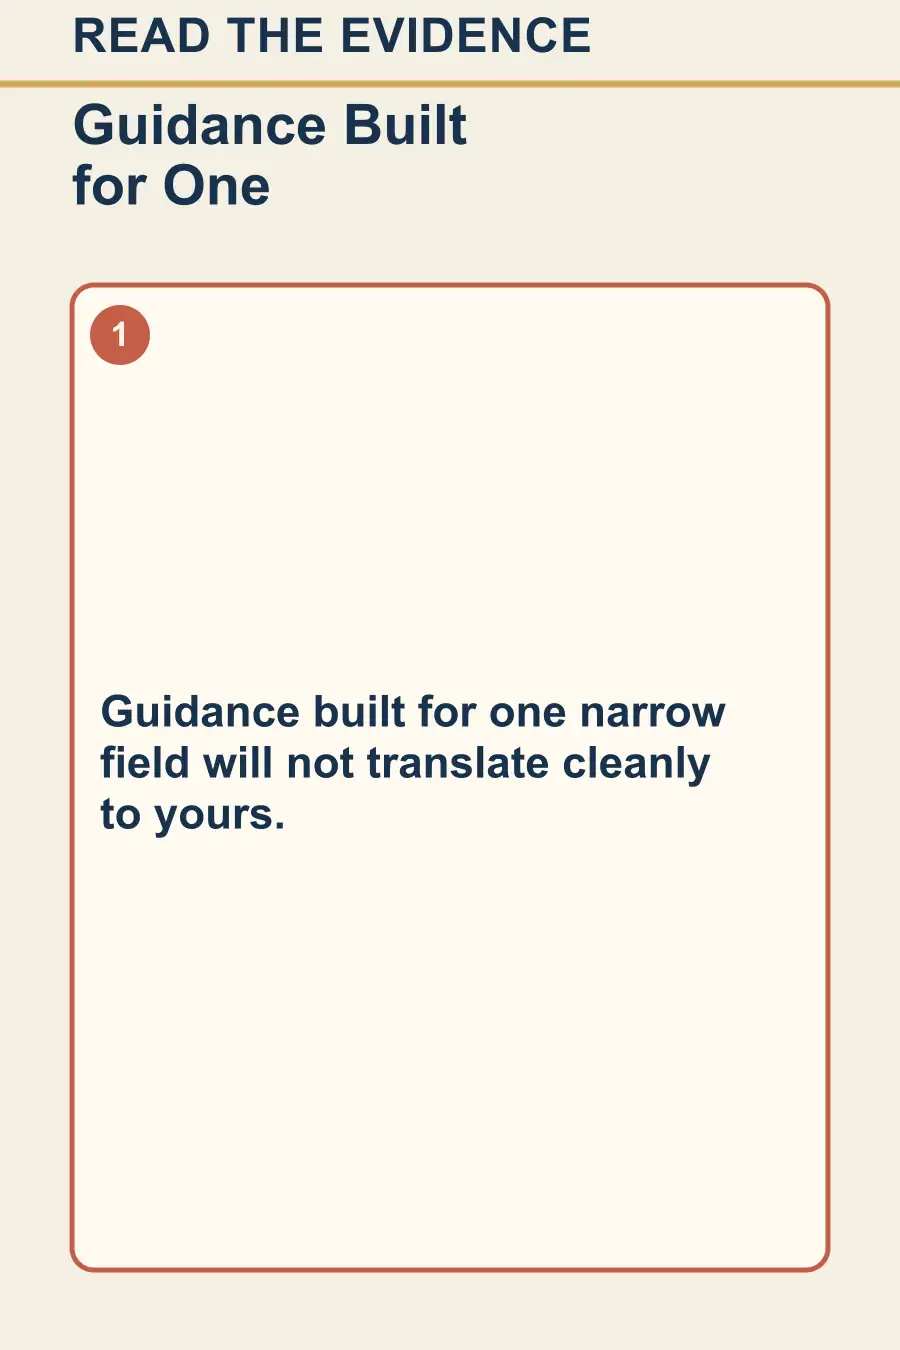 READ THE EVIDENCE
Guidance Built
for One
1
Guidance built for one narrow
field will not translate cleanly
to yours.